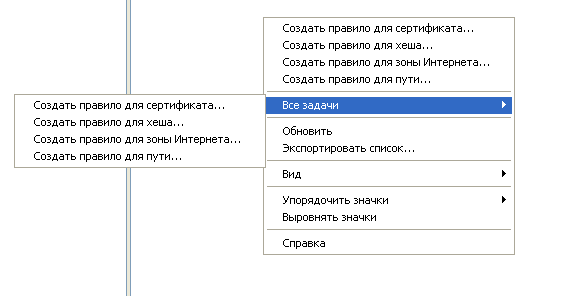 Создать правило для сертификата...
Создать правило для хеша...
Создать правило для зоны Интернета...
Создать правило для пути...
Все задачи
Создать правило для сертификата...
Создать правило для хеша...
Создать правило для зоны Интернета...
Создать правило для пути...
Обновить
Экспортировать список...
Вид
Упорядочить значки
Выровнять значки
Справка